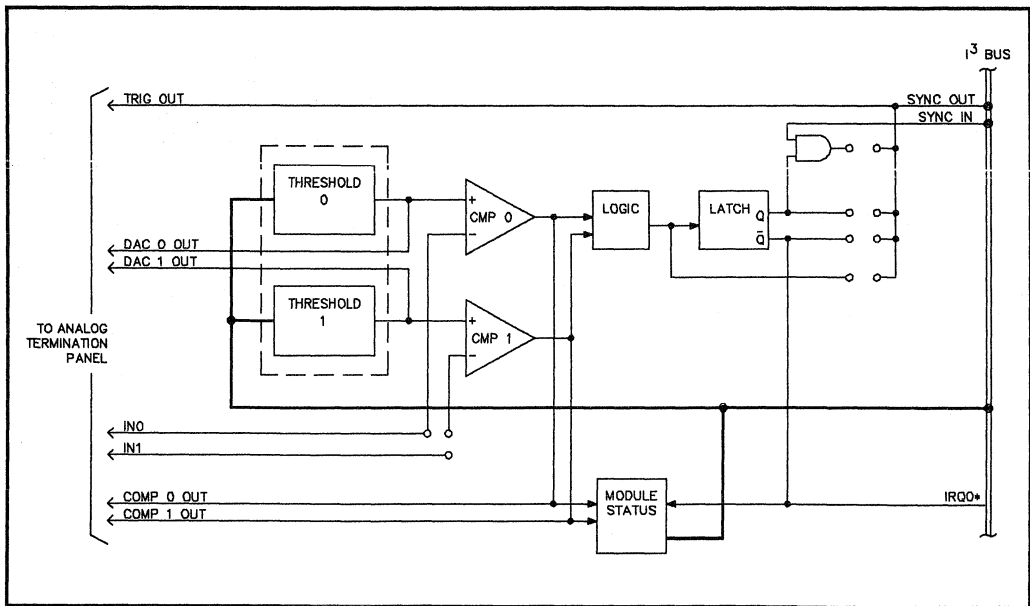 I³ BUS
TRIG OUT
SYNC OUT
SYNC IN
THRESHOLD
0
+
CMP 0
−
LOGIC
LATCH
Q
Q̅
DAC 0 OUT
DAC 1 OUT
THRESHOLD
1
+
CMP 1
−
TO ANALOG
TERMINATION
PANEL
IN0
IN1
COMP 0 OUT
COMP 1 OUT
MODULE
STATUS
IRQ0*